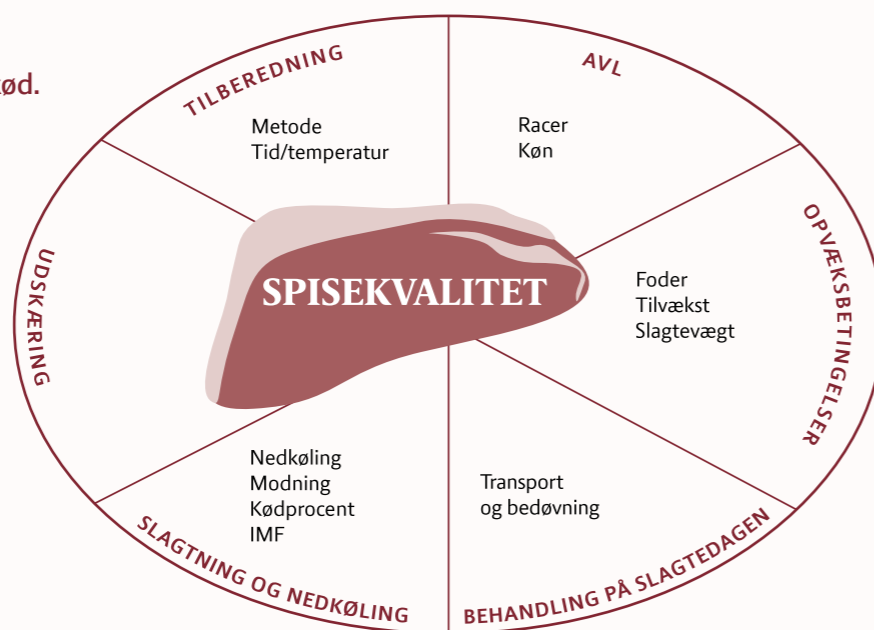 ød.
TILBEREDNING
Metode
Tid/temperatur
AVL
Racer
Køn
OPVÆKSBETINGELSER
Foder
Tilvækst
Slagtevægt
BEHANDLING PÅ SLAGTEDAGEN
Transport
og bedøvning
SLAGTNING OG NEDKØLING
Nedkøling
Modning
Kødprocent
IMF
UDSKÆRING
SPISEKVALITET